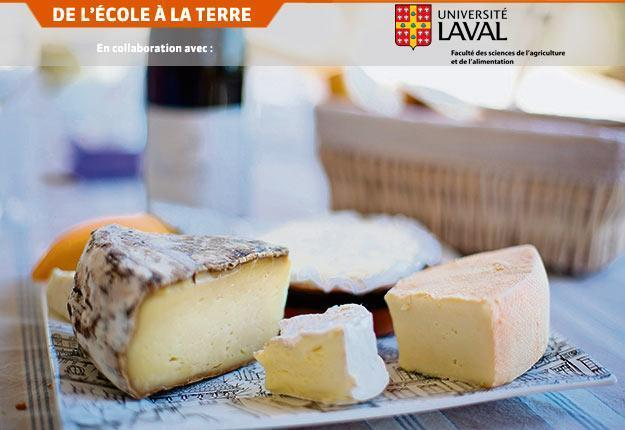 DE L'ÉCOLE À LA TERRE
En collaboration avec :
UNIVERSITÉ
LAVAL
Faculté des sciences de l'agriculture
et de l'alimentation